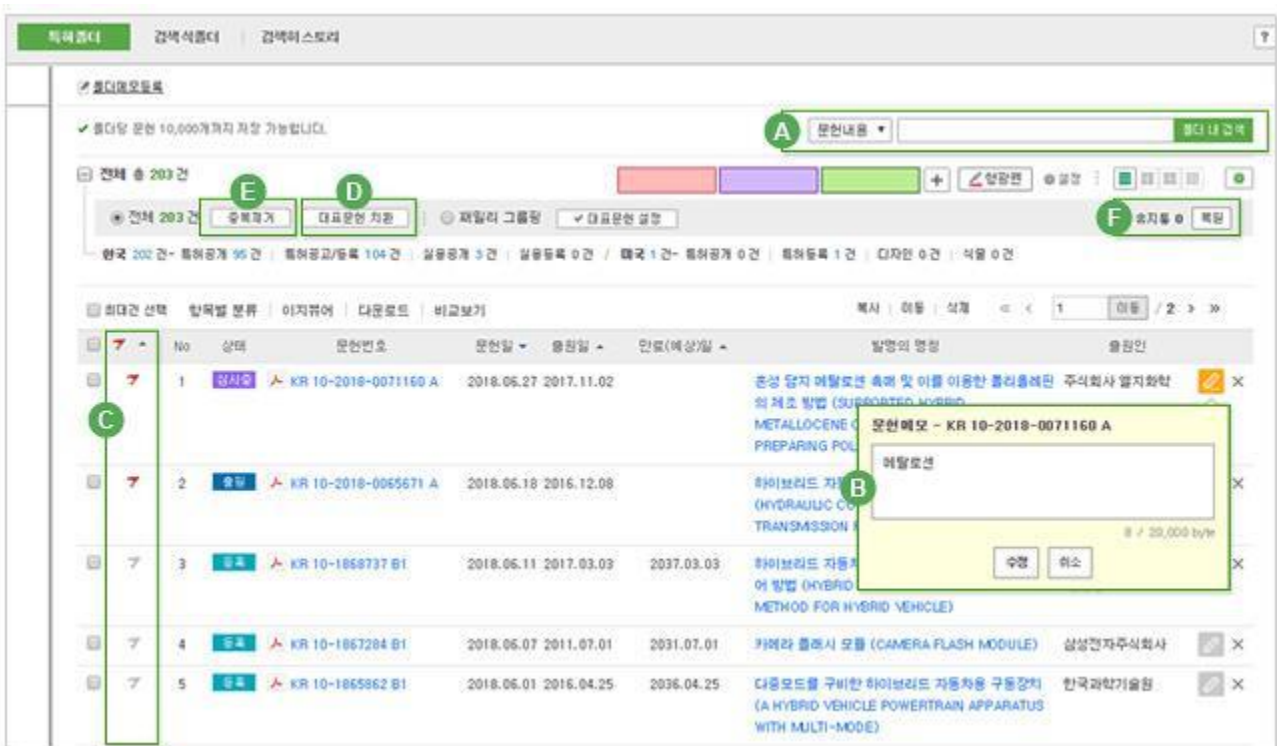 특허폴더 검색식폴더 검색히스토리 ?
폴더메모등록
폴더당 문헌 10,000개까지 저장 가능합니다.
A 문헌내용 폴더 내 검색
전체 총 203 건 + 형광펜 설정
E D F
전체 203 건 중복제거 대표문헌 치환 패밀리 그룹핑 대표문헌 설정 휴지통 0 복원
한국 202 건- 특허공개 95 건 특허공고/등록 104 건 실용공개 3 건 실용등록 0 건 / 미국 1 건- 특허공개 0 건 특허등록 1 건 디자인 0 건 식물 0 건
최대건 선택 항목별 분류 이지뷰어 다운로드 비교보기 복사 이동 삭제 « < 1 이동 / 2 > »
No 상태 문헌번호 문헌일 출원일 만료(예상)일 발명의 명칭 출원인
1 심사중 KR 10-2018-0071160 A 2018.06.27 2017.11.02 혼성 담지 메탈로센 촉매 및 이를 이용한 폴리올레핀 주식회사 엘지화학
의 제조 방법 (SUPPORTED HYBRID
METALLOCENE
PREPARING
C
문헌메모 - KR 10-2018-0071160 A
메탈로센
B
8 / 20,000 byte
수정 취소
2 출원 KR 10-2018-0065671 A 2018.06.18 2016.12.08 하이브리드
(HYDRAULIC
TRANSMISSION
3 등록 KR 10-1868737 B1 2018.06.11 2017.03.03 2037.03.03 하이브리드
어 방법 (HYBRID
METHOD FOR HYBRID VEHICLE)
4 등록 KR 10-1867284 B1 2018.06.07 2011.07.01 2031.07.01 카메라 플래시 모듈 (CAMERA FLASH MODULE) 삼성전자주식회사
5 등록 KR 10-1865862 B1 2018.06.01 2016.04.25 2036.04.25 다중모드를 구비한 하이브리드 자동차용 구동장치 한국과학기술원
(A HYBRID VEHICLE POWERTRAIN APPARATUS
WITH MULTI-MODE)